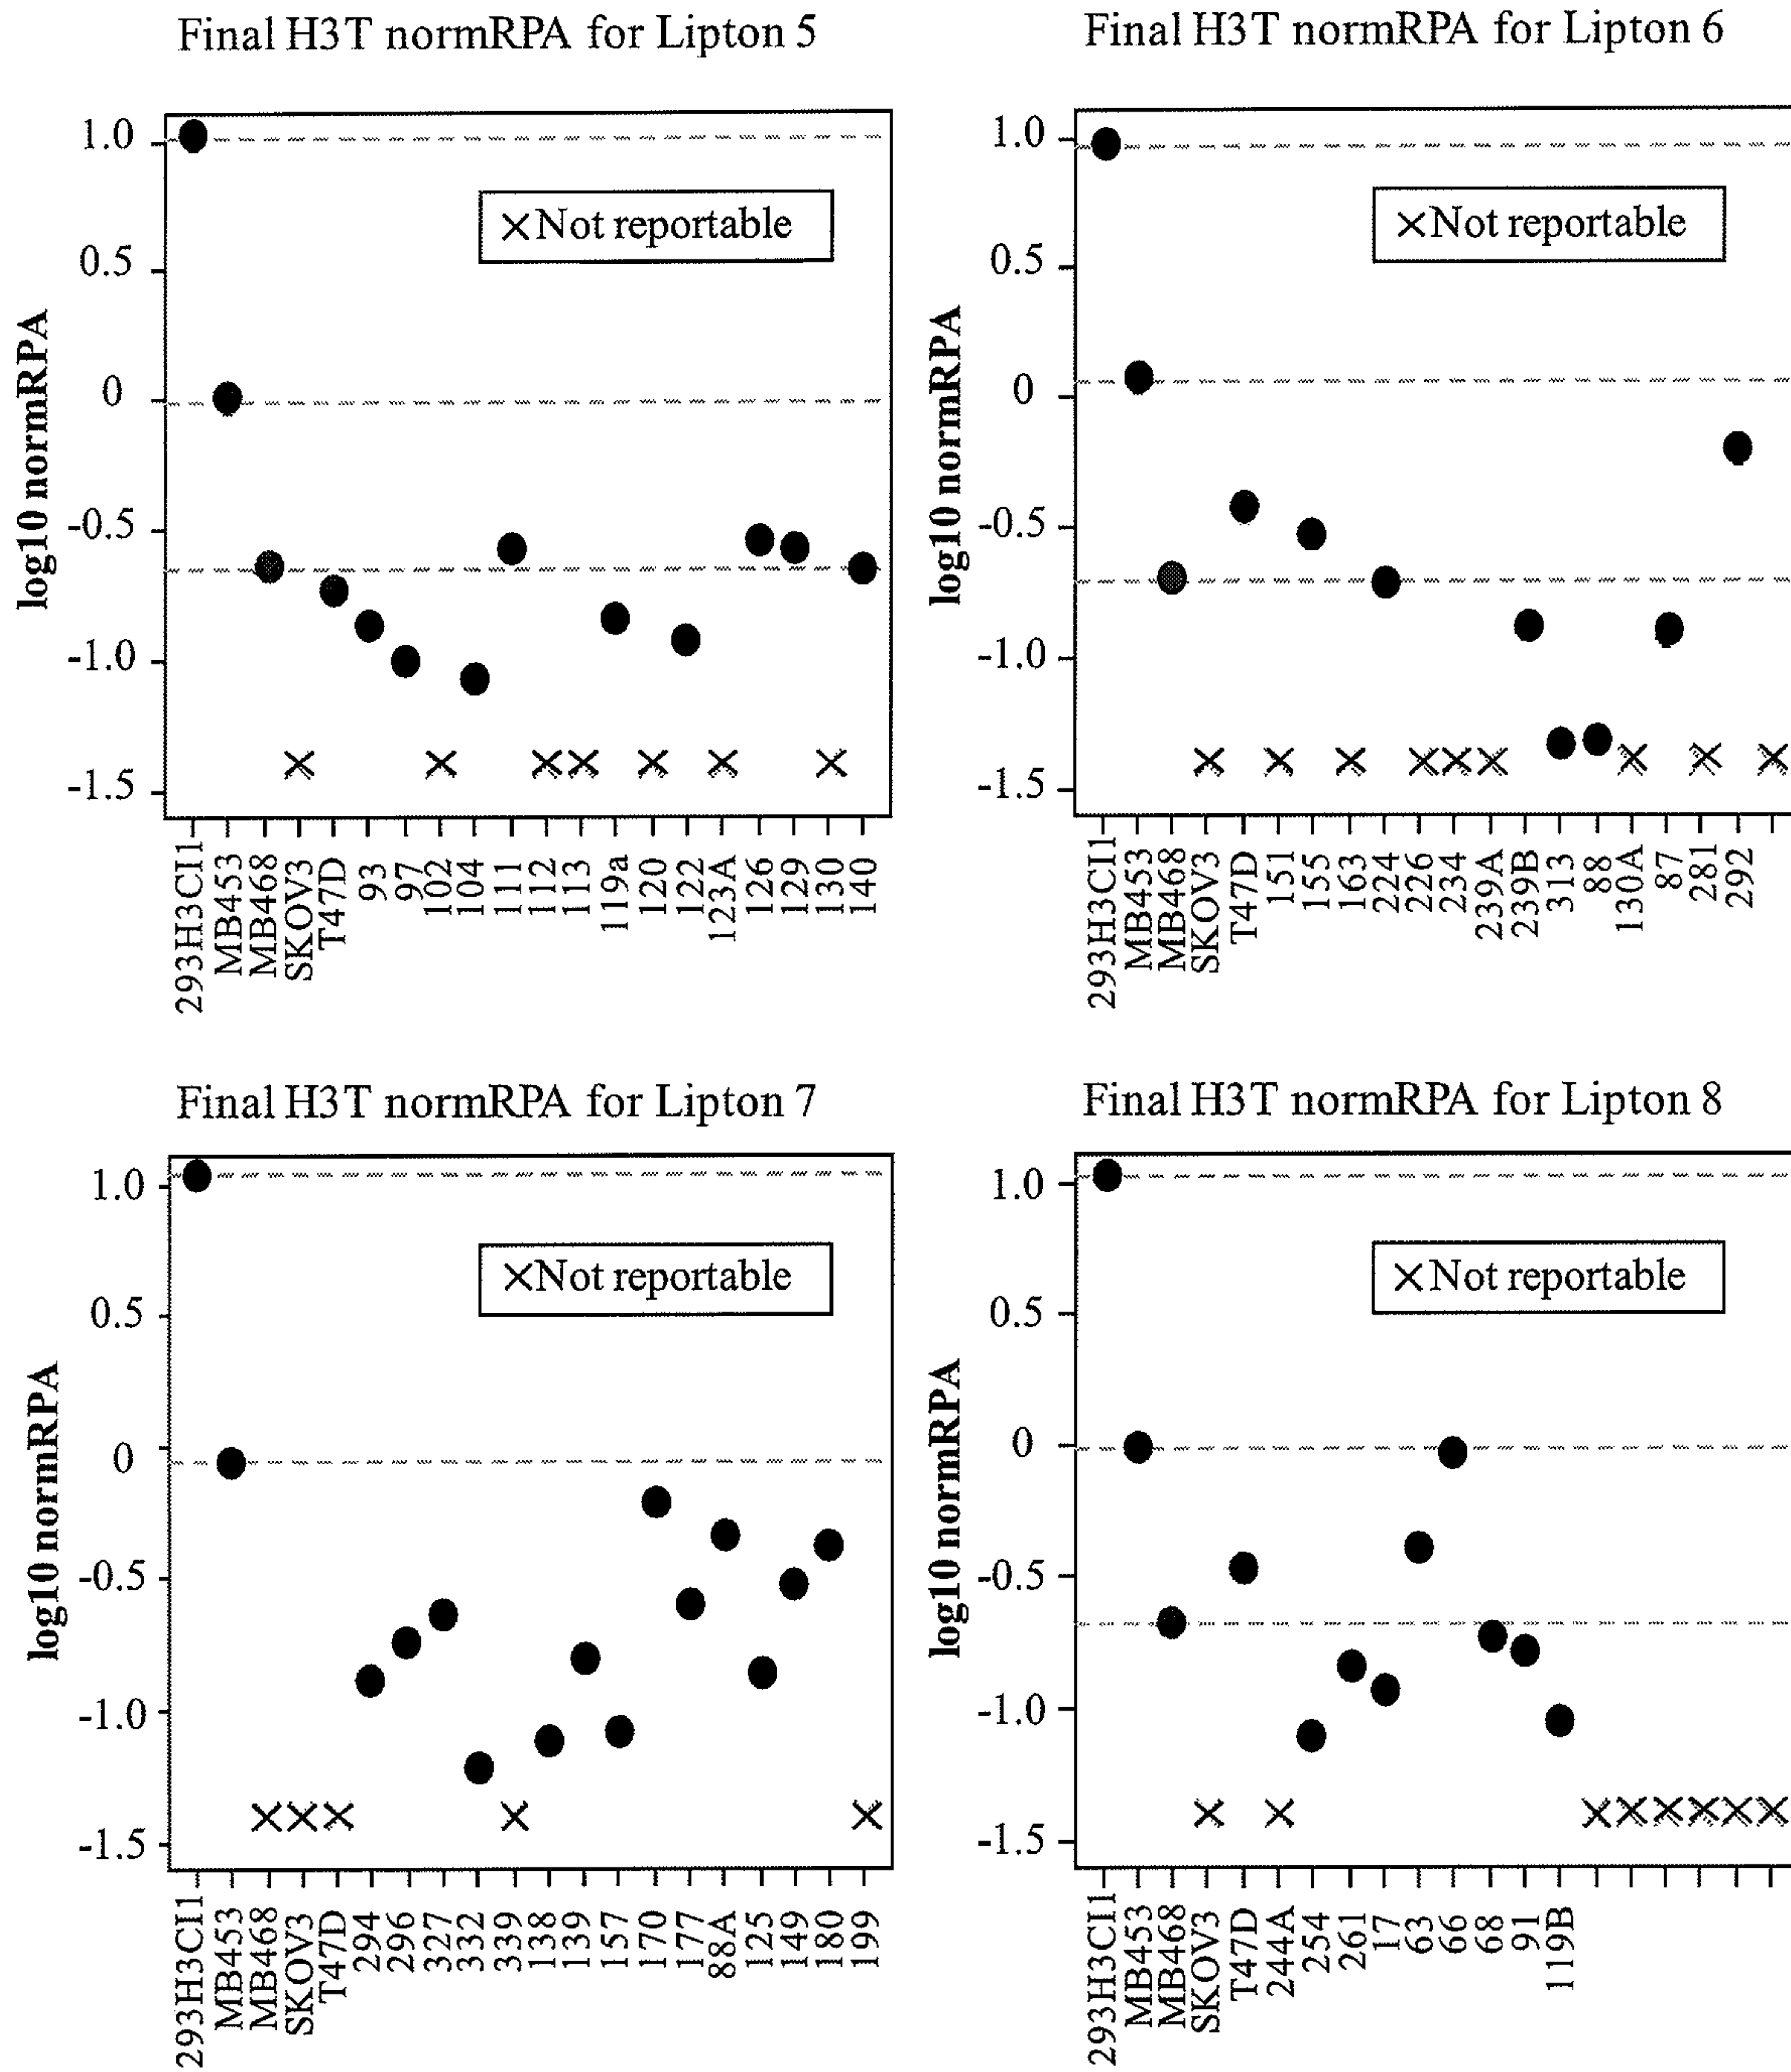 Final H3T normRPA for Lipton 5
1.0
0.5
0
-0.5
-1.0
-1.5
log10 normRPA
×Not reportable
293H3CI1
MB453
MB468
SKOV3
T47D
93
97
102
104
111
112
113
119a
120
122
123A
126
129
130
140
Final H3T normRPA for Lipton 6
1.0
0.5
0
-0.5
-1.0
-1.5
log10 normRPA
×Not reportable
293H3CI1
MB453
MB468
SKOV3
T47D
151
155
163
224
226
234
239A
239B
313
88
130A
87
281
292
Final H3T normRPA for Lipton 7
1.0
0.5
0
-0.5
-1.0
-1.5
log10 normRPA
×Not reportable
293H3CI1
MB453
MB468
SKOV3
T47D
294
296
327
332
339
138
139
157
170
177
88A
125
149
180
199
Final H3T normRPA for Lipton 8
1.0
0.5
0
-0.5
-1.0
-1.5
log10 normRPA
×Not reportable
293H3CI1
MB453
MB468
SKOV3
T47D
244A
254
261
17
63
66
68
91
119B